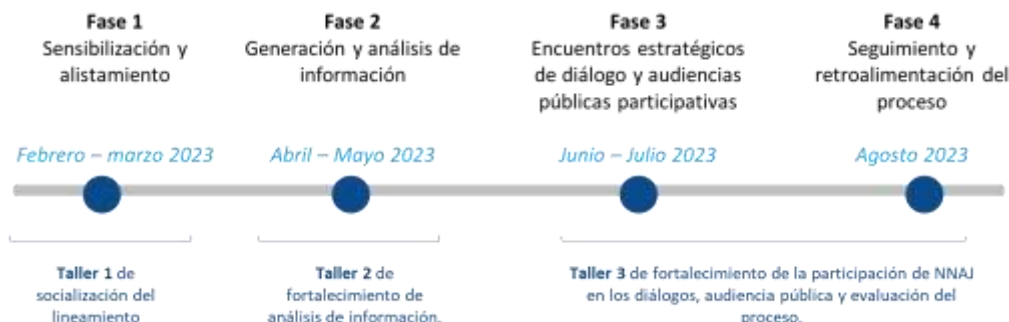 Fase 1
Sensibilización y
alistamiento
Fase 2
Generación y análisis de
información
Fase 3
Encuentros estratégicos
de diálogo y audiencias
públicas participativas
Fase 4
Seguimiento y
retroalimentación del
proceso
Febrero – marzo 2023
Abril – Mayo 2023
Junio – Julio 2023
Agosto 2023
Taller 1 de
socialización del
lineamiento
Taller 2 de
fortalecimiento de
análisis de información.
Taller 3 de fortalecimiento de la participación de NNAJ
en los diálogos, audiencia pública y evaluación del
proceso.